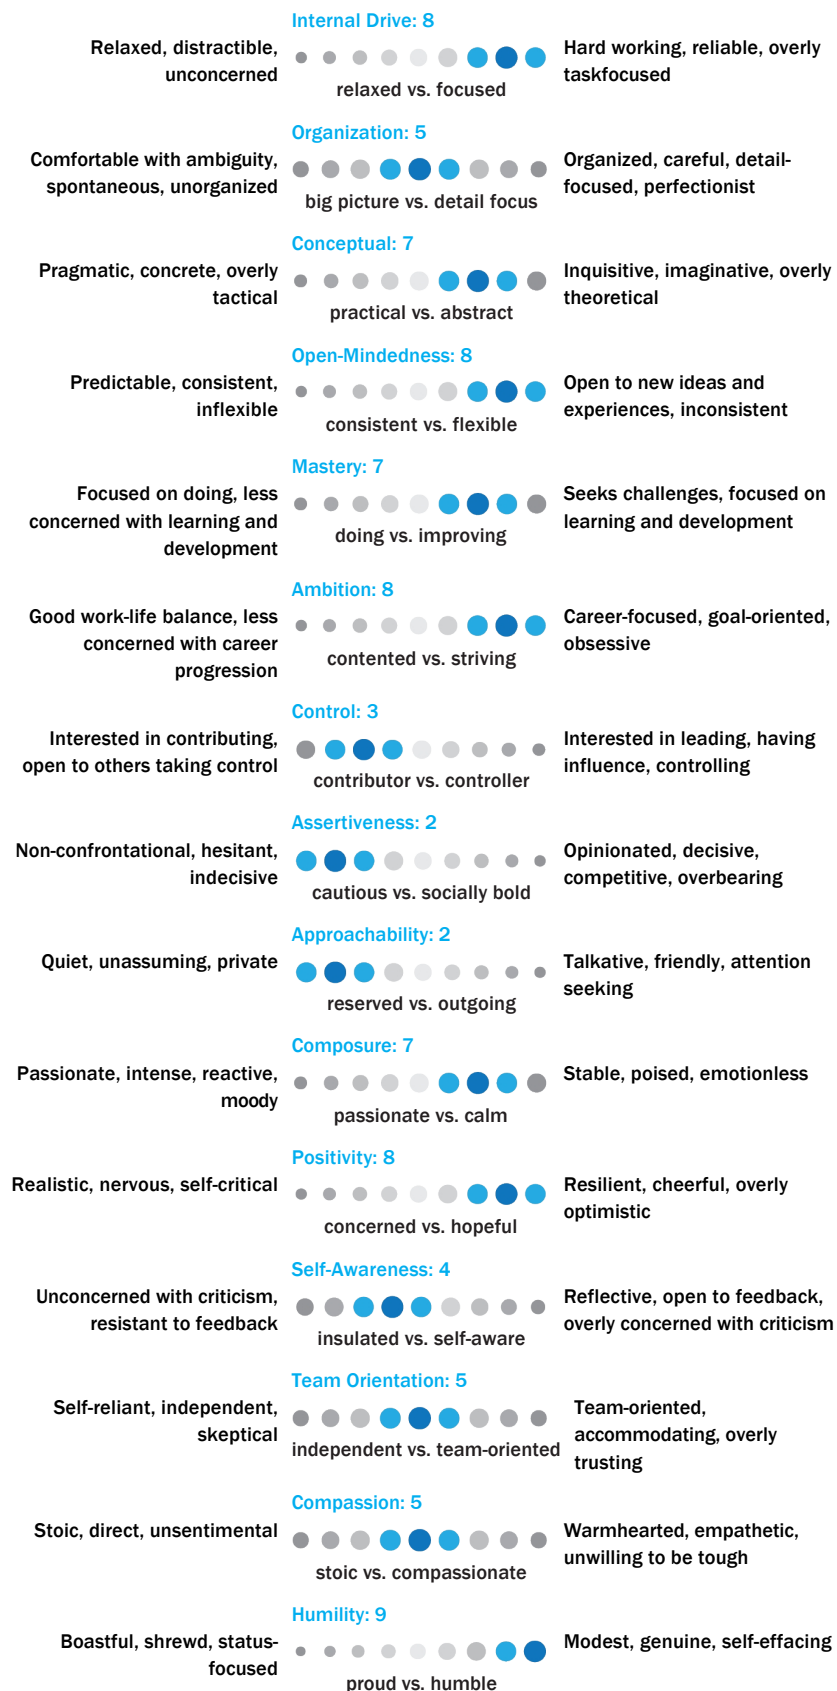 Internal Drive: 8
Relaxed, distractible,
unconcerned
relaxed vs. focused
Hard working, reliable, overly
taskfocused
Organization: 5
Comfortable with ambiguity,
spontaneous, unorganized
big picture vs. detail focus
Organized, careful, detail-
focused, perfectionist
Conceptual: 7
Pragmatic, concrete, overly
tactical
practical vs. abstract
Inquisitive, imaginative, overly
theoretical
Open-Mindedness: 8
Predictable, consistent,
inflexible
consistent vs. flexible
Open to new ideas and
experiences, inconsistent
Mastery: 7
Focused on doing, less
concerned with learning and
development
doing vs. improving
Seeks challenges, focused on
learning and development
Ambition: 8
Good work-life balance, less
concerned with career
progression
contented vs. striving
Career-focused, goal-oriented,
obsessive
Control: 3
Interested in contributing,
open to others taking control
contributor vs. controller
Interested in leading, having
influence, controlling
Assertiveness: 2
Non-confrontational, hesitant,
indecisive
cautious vs. socially bold
Opinionated, decisive,
competitive, overbearing
Approachability: 2
Quiet, unassuming, private
reserved vs. outgoing
Talkative, friendly, attention
seeking
Composure: 7
Passionate, intense, reactive,
moody
passionate vs. calm
Stable, poised, emotionless
Positivity: 8
Realistic, nervous, self-critical
concerned vs. hopeful
Resilient, cheerful, overly
optimistic
Self-Awareness: 4
Unconcerned with criticism,
resistant to feedback
insulated vs. self-aware
Reflective, open to feedback,
overly concerned with criticism
Team Orientation: 5
Self-reliant, independent,
skeptical
independent vs. team-oriented
Team-oriented,
accommodating, overly
trusting
Compassion: 5
Stoic, direct, unsentimental
stoic vs. compassionate
Warmhearted, empathetic,
unwilling to be tough
Humility: 9
Boastful, shrewd, status-
focused
proud vs. humble
Modest, genuine, self-effacing